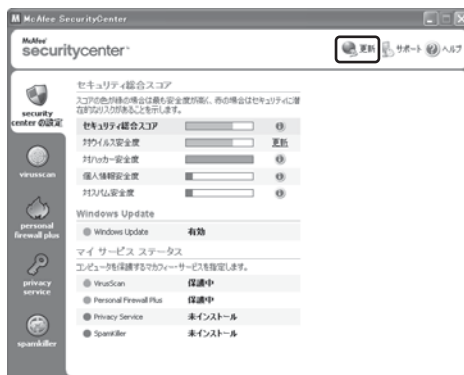 McAfee SecurityCenter
McAfee
securitycenter
更新 サポート ヘルプ
security center の設定
virusscan
personal firewall plus
privacy service
spamkiller
セキュリティ総合スコア
スコアの色が緑の場合は最も安全度が高く、赤の場合はセキュリティに潜
在的なリスクがあることを示します。
セキュリティ総合スコア
対ウイルス安全度 更新
対ハッカー安全度
個人情報安全度
対スパム安全度
Windows Update
Windows Update 有効
マイ サービス ステータス
コンピュータを保護するマカフィー・サービスを指定します。
VirusScan 保護中
Personal Firewall Plus 保護中
Privacy Service 未インストール
SpamKiller 未インストール